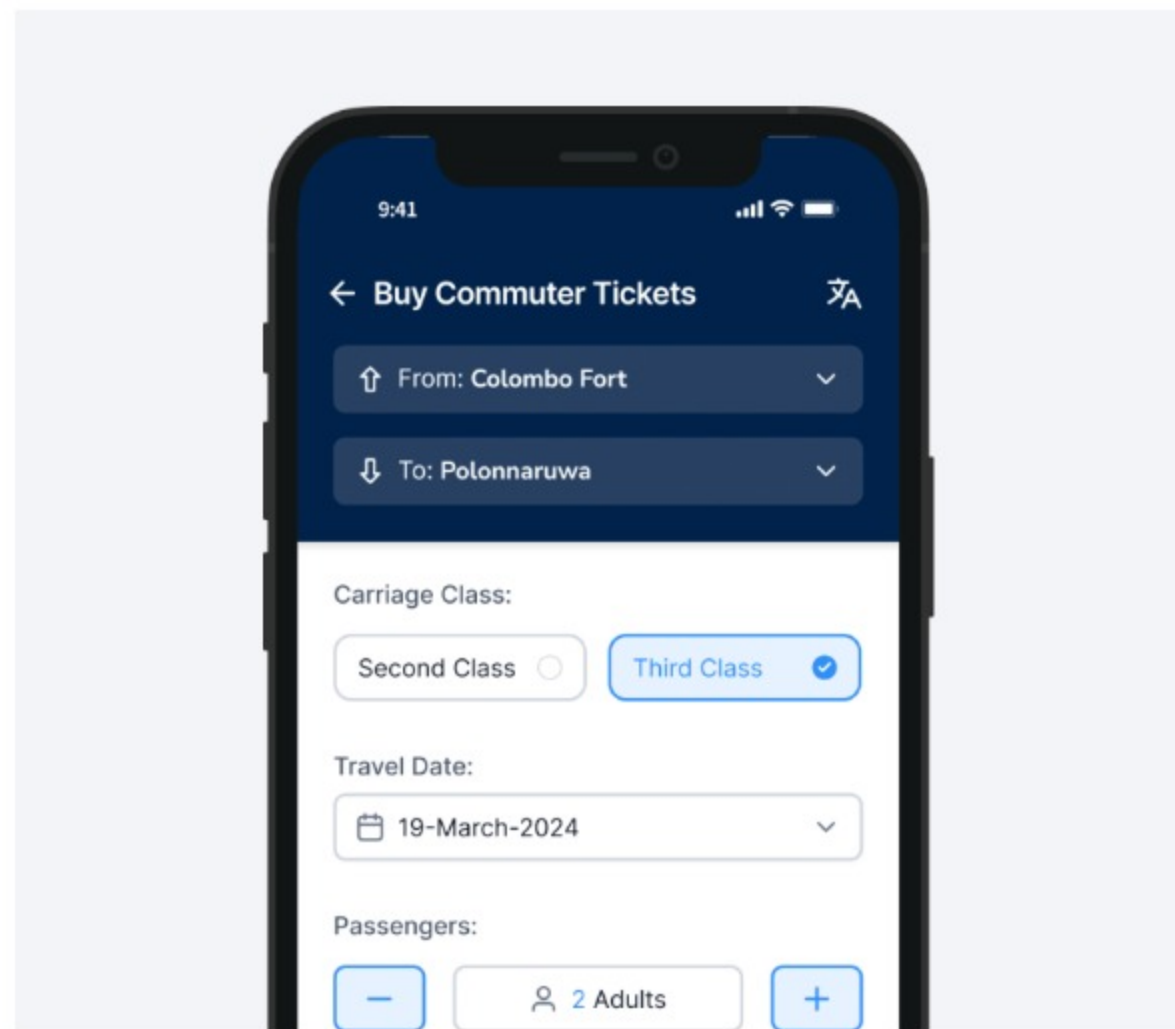 9:41
Buy Commuter Tickets
From: Colombo Fort
To: Polonnaruwa
Carriage Class:
Second Class
Third Class
Travel Date:
19-March-2024
Passengers:
2 Adults